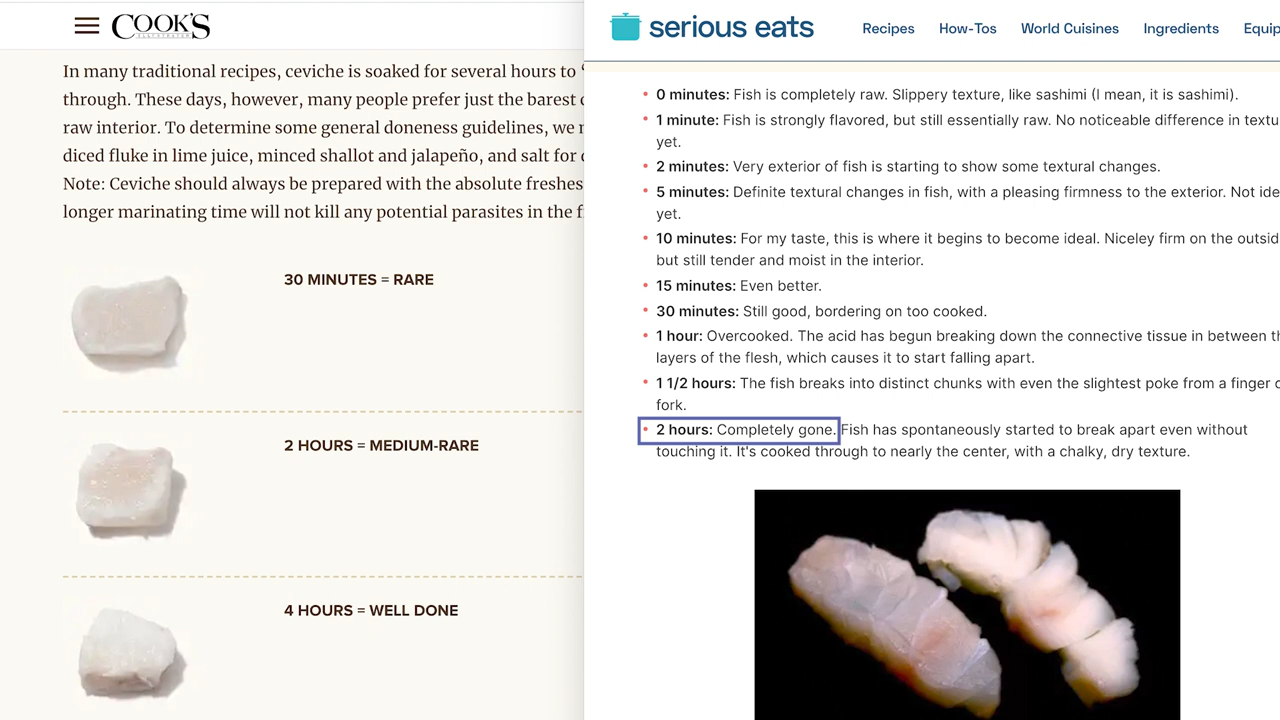 COOK'S
ILLUSTRATED
In many traditional recipes, ceviche is soaked for several hours to
through. These days, however, many people prefer just the barest
raw interior. To determine some general doneness guidelines, we
diced fluke in lime juice, minced shallot and jalapeño, and salt for
Note: Ceviche should always be prepared with the absolute freshes
longer marinating time will not kill any potential parasites in the
30 MINUTES = RARE
2 HOURS = MEDIUM-RARE
4 HOURS = WELL DONE
serious eats
Recipes How-Tos World Cuisines Ingredients Equip
• 0 minutes: Fish is completely raw. Slippery texture, like sashimi (I mean, it is sashimi).
• 1 minute: Fish is strongly flavored, but still essentially raw. No noticeable difference in textu
yet.
• 2 minutes: Very exterior of fish is starting to show some textural changes.
• 5 minutes: Definite textural changes in fish, with a pleasing firmness to the exterior. Not ide
yet.
• 10 minutes: For my taste, this is where it begins to become ideal. Niceley firm on the outsid
but still tender and moist in the interior.
• 15 minutes: Even better.
• 30 minutes: Still good, bordering on too cooked.
• 1 hour: Overcooked. The acid has begun breaking down the connective tissue in between th
layers of the flesh, which causes it to start falling apart.
• 1 1/2 hours: The fish breaks into distinct chunks with even the slightest poke from a finger o
fork.
• 2 hours: Completely gone. Fish has spontaneously started to break apart even without
touching it. It's cooked through to nearly the center, with a chalky, dry texture.